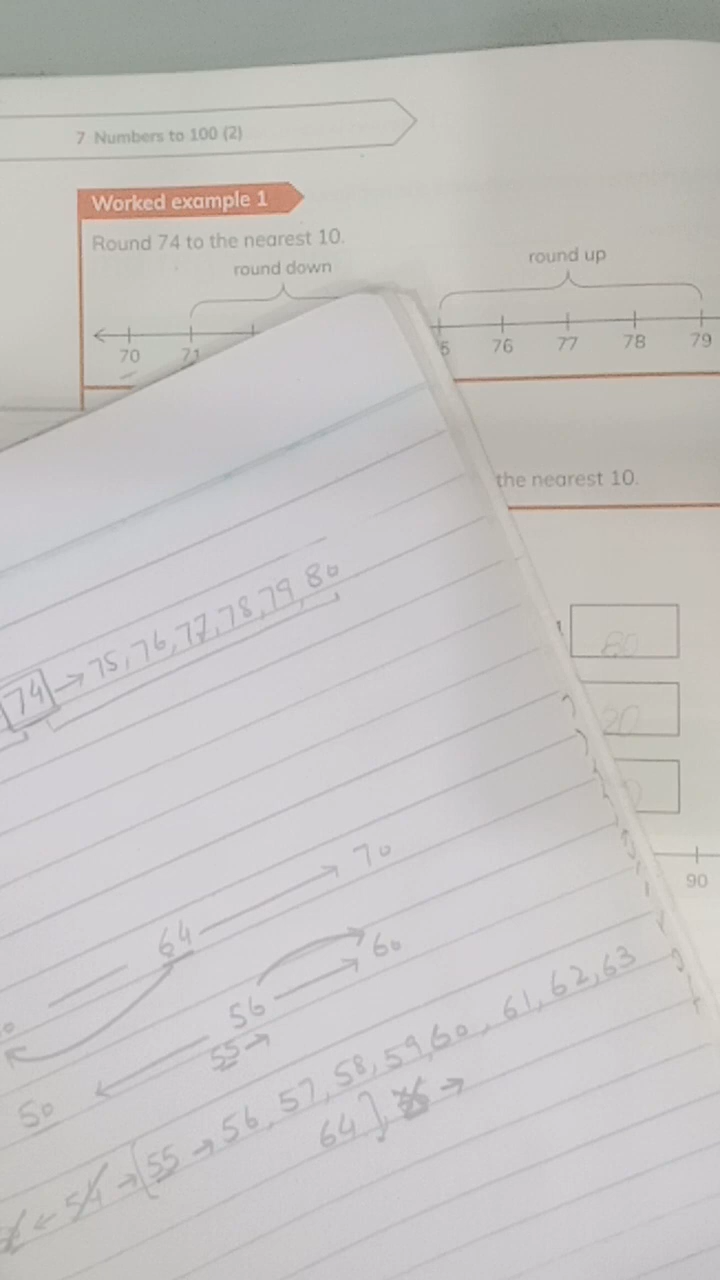 7 Numbers to 100 (2)
Worked example 1
Round 74 to the nearest 10.
round down
round up
70 71 76 77 78 79
the nearest 10.
74 → 75, 76, 77, 78, 79, 80
80
20
90
64 → 70
56 → 60
55 →
50
54 → [55 → 56, 57, 58, 59, 60, 61, 62, 63
64],